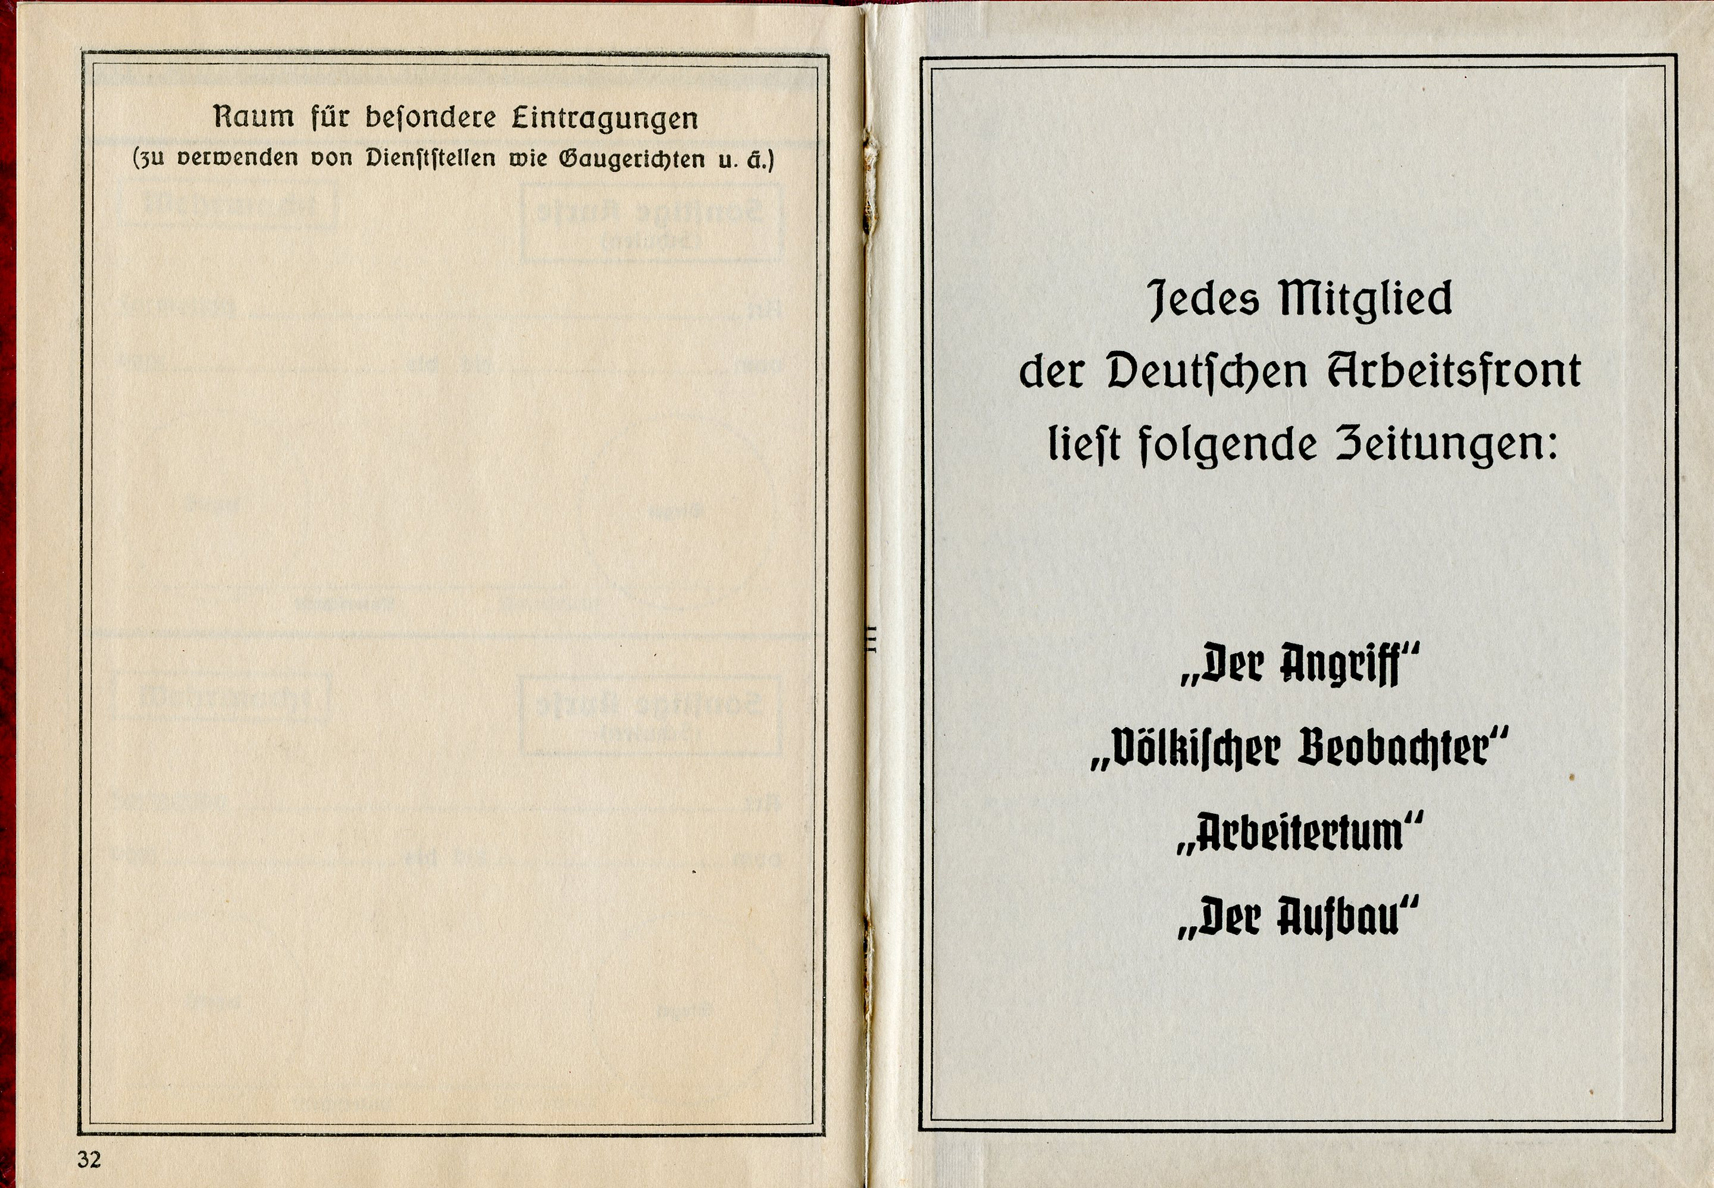 Raum für besondere Eintragungen
(zu verwenden von Dienststellen wie Gaugerichten u. ä.)
32
Jedes Mitglied
der Deutschen Arbeitsfront
liest folgende Zeitungen:
„Der Angriff“
„Völkischer Beobachter“
„Arbeitertum“
„Der Aufbau“